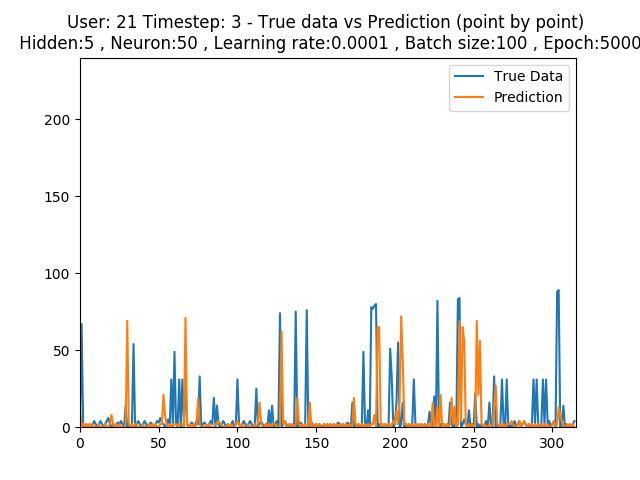 User: 21 Timestep: 3 - True data vs Prediction (point by point)
Hidden:5 , Neuron:50 , Learning rate:0.0001 , Batch size:100 , Epoch:5000
True Data
Prediction
200
150
100
50
0
0 50 100 150 200 250 300